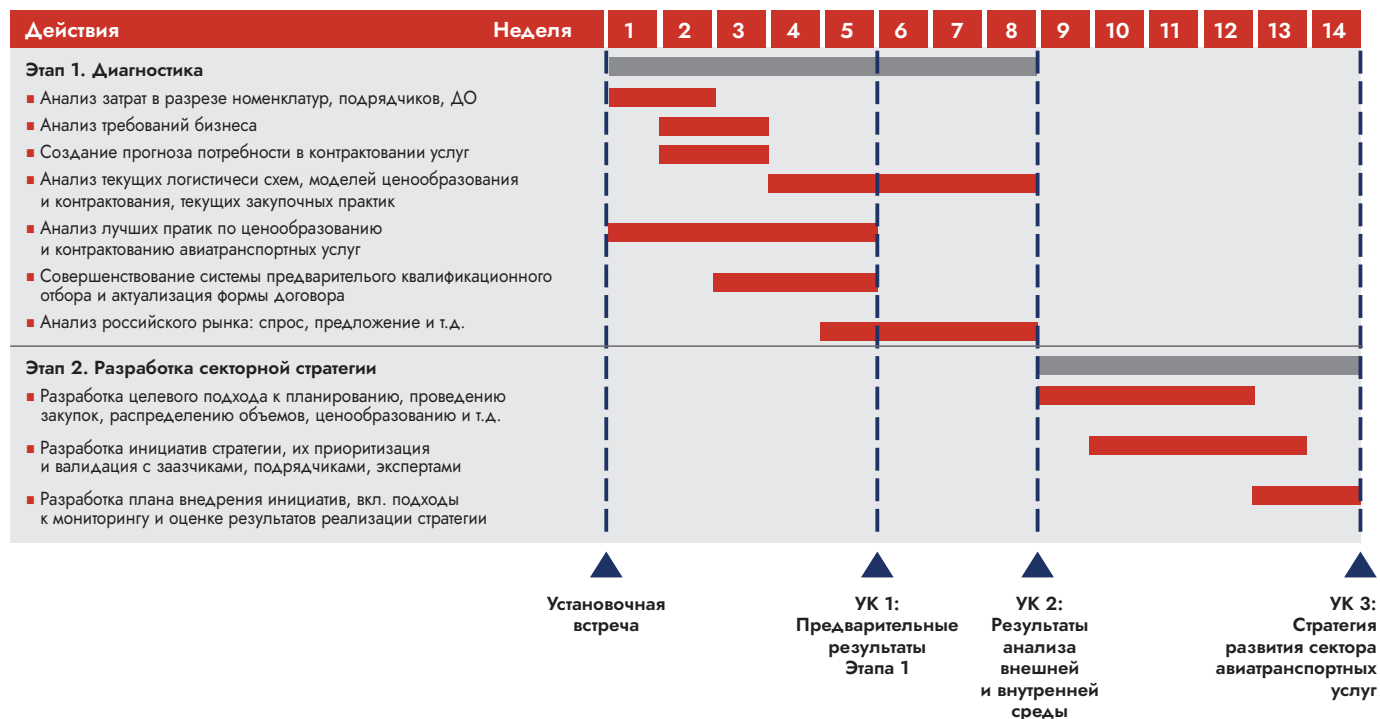 Действия Неделя 1 2 3 4 5 6 7 8 9 10 11 12 13 14
Этап 1. Диагностика
▪ Анализ затрат в разрезе номенклатур, подрядчиков, ДО
▪ Анализ требований бизнеса
▪ Создание прогноза потребности в контрактовании услуг
▪ Анализ текущих логистичеси схем, моделей ценообразования
и контрактования, текущих закупочных практик
▪ Анализ лучших пратик по ценообразованию
и контрактованию авиатранспортных услуг
▪ Совершенствование системы предварителього квалификационного
отбора и актуализация формы договора
▪ Анализ российского рынка: спрос, предложение и т.д.
Этап 2. Разработка секторной стратегии
▪ Разработка целевого подхода к планированию, проведению
закупок, распределению объемов, ценообразованию и т.д.
▪ Разработка инициатив стратегии, их приоритизация
и валидация с заазчиками, подрядчиками, экспертами
▪ Разработка плана внедрения инициатив, вкл. подходы
к мониторингу и оценке результатов реализации стратегии
Установочная
встреча
УК 1:
Предварительные
результаты
Этапа 1
УК 2:
Результаты
анализа
внешней
и внутренней
среды
УК 3:
Стратегия
развития сектора
авиатранспортных
услуг